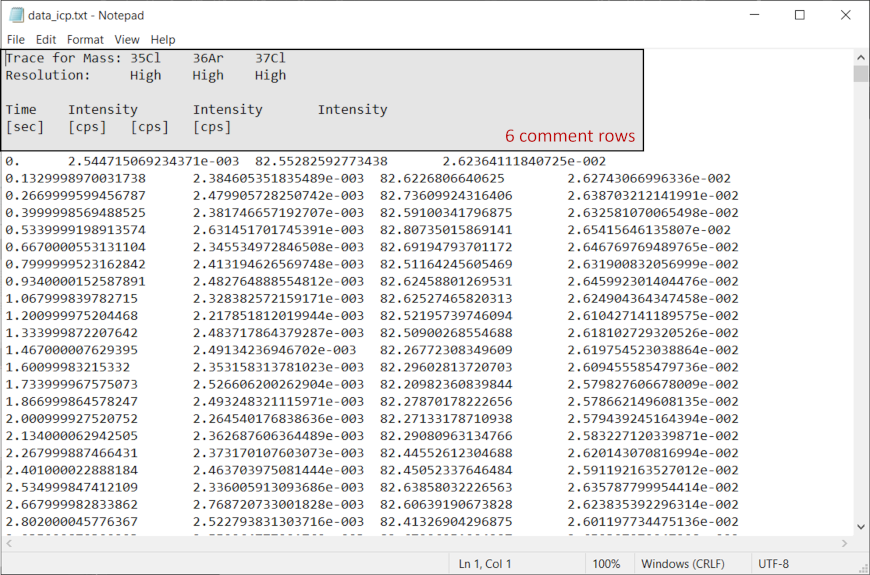 data_icp.txt - Notepad
File Edit Format View Help
Trace for Mass: 35Cl 36Ar 37Cl
Resolution: High High High
Time Intensity Intensity Intensity
[sec] [cps] [cps] [cps]
6 comment rows
0. 2.544715069234371e-003 82.55282592773438 2.62364111840725e-002
0.1329998970031738 2.384605351835489e-003 82.6226806640625 2.62743066996336e-002
0.2669999599456787 2.479905728250742e-003 82.73609924316406 2.638703212141991e-002
0.3999998569488525 2.381746657192707e-003 82.59100341796875 2.632581070065498e-002
0.5339999198913574 2.631451701745391e-003 82.80735015869141 2.65415646135807e-002
0.6670000553131104 2.345534972846508e-003 82.69194793701172 2.646769769489765e-002
0.7999999523162842 2.413194626569748e-003 82.51164245605469 2.631900832056999e-002
0.9340000152587891 2.482764888554812e-003 82.62458801269531 2.645992301404476e-002
1.067999839782715 2.328382572159171e-003 82.62527465820313 2.624904364347458e-002
1.200999975204468 2.217851812019944e-003 82.52195739746094 2.610427141189575e-002
1.333999872207642 2.483717864379287e-003 82.50900268554688 2.618102729320526e-002
1.467000007629395 2.49134236946702e-003 82.26772308349609 2.619754523038864e-002
1.60099983215332 2.353158313781023e-003 82.29602813720703 2.609455585479736e-002
1.733999967575073 2.526606200262904e-003 82.20982360839844 2.579827606678009e-002
1.866999864578247 2.493248321115971e-003 82.27870178222656 2.578662149608135e-002
2.000999927520752 2.264540176838636e-003 82.27133178710938 2.579439245164394e-002
2.134000062942505 2.362687606364489e-003 82.29080963134766 2.583227120339871e-002
2.267999887466431 2.373170107603073e-003 82.44552612304688 2.620143070816994e-002
2.401000022888184 2.463703975081444e-003 82.45052337646484 2.591192163527012e-002
2.534999847412109 2.336005913093686e-003 82.63858032226563 2.635787799954414e-002
2.667999982833862 2.768720733001828e-003 82.60639190673828 2.623835392296314e-002
2.802000045776367 2.522793831303716e-003 82.41326904296875 2.601197734475136e-002
Ln 1, Col 1 100% Windows (CRLF) UTF-8